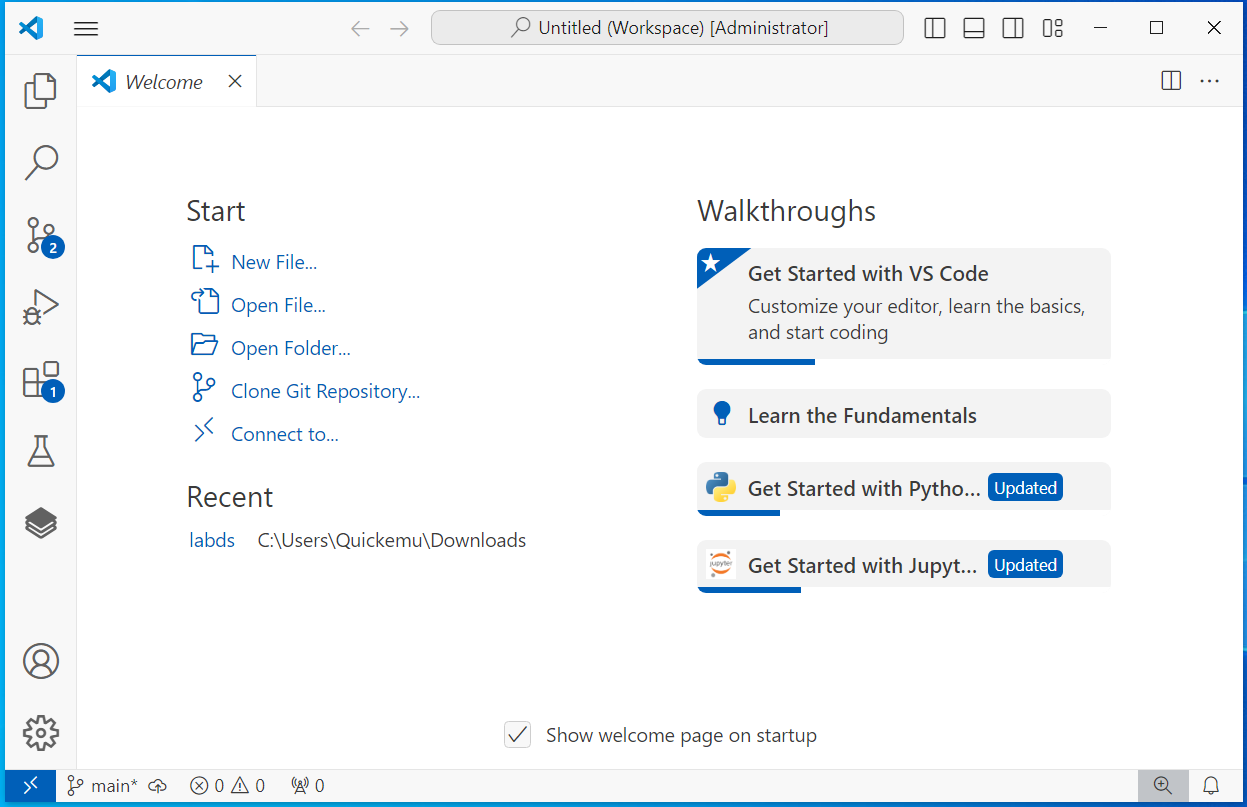 Untitled (Workspace) [Administrator]
Welcome
Start
New File...
Open File...
Open Folder...
Clone Git Repository...
Connect to...
Recent
labds C:\Users\Quickemu\Downloads
Walkthroughs
Get Started with VS Code
Customize your editor, learn the basics,
and start coding
Learn the Fundamentals
Get Started with Pytho... Updated
jupyter
Get Started with Jupyt... Updated
2
1
Show welcome page on startup
main* 0 0 0